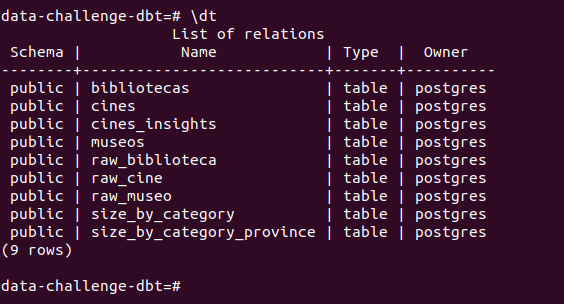 data-challenge-dbt=# \dt
List of relations
Schema | Name | Type | Owner
--------+---------------------------+-------+----------
public | bibliotecas | table | postgres
public | cines | table | postgres
public | cines_insights | table | postgres
public | museos | table | postgres
public | raw_biblioteca | table | postgres
public | raw_cine | table | postgres
public | raw_museo | table | postgres
public | size_by_category | table | postgres
public | size_by_category_province | table | postgres
(9 rows)
data-challenge-dbt=#